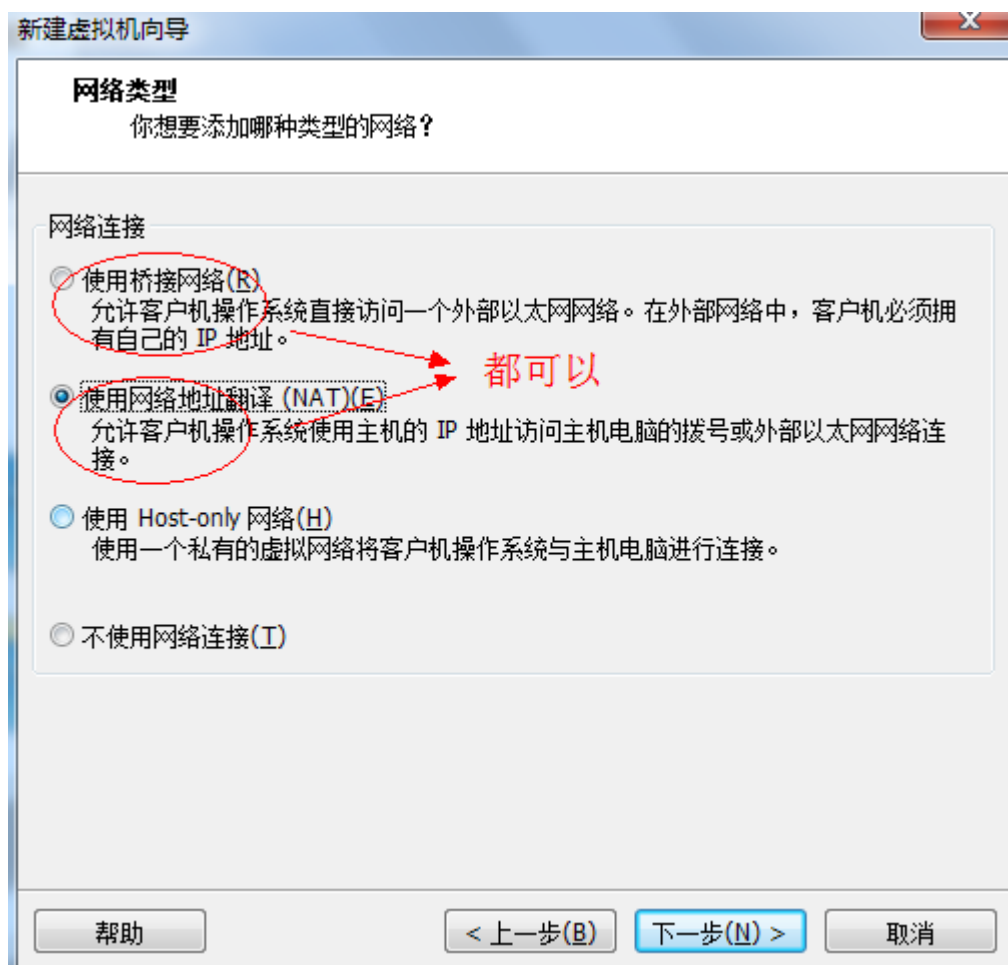 新建虚拟机向导
网络类型
你想要添加哪种类型的网络?
网络连接
使用桥接网络(R)
允许客户机操作系统直接访问一个外部以太网网络。在外部网络中，客户机必须拥
有自己的 IP 地址。
都可以
使用网络地址翻译 (NAT)(E)
允许客户机操作系统使用主机的 IP 地址访问主机电脑的拨号或外部以太网网络连
接。
使用 Host-only 网络(H)
使用一个私有的虚拟网络将客户机操作系统与主机电脑进行连接。
不使用网络连接(T)
帮助
< 上一步(B)
下一步(N) >
取消